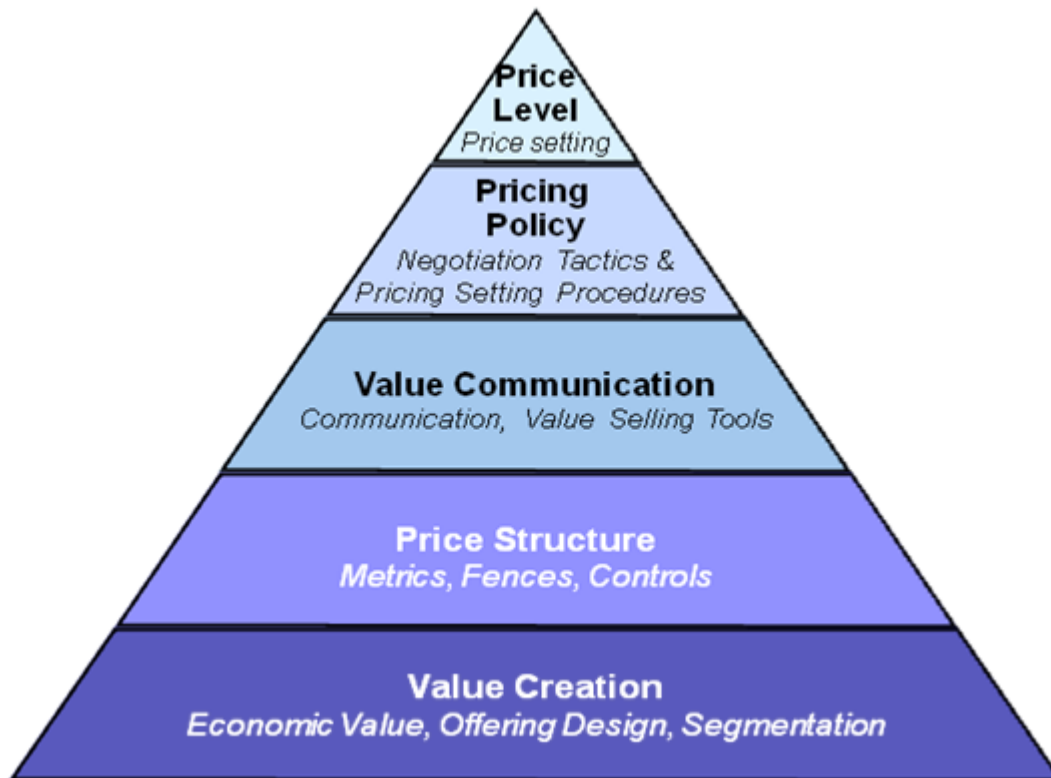 Price
Level
Price setting
Pricing
Policy
Negotiation Tactics &
Pricing Setting Procedures
Value Communication
Communication, Value Selling Tools
Price Structure
Metrics, Fences, Controls
Value Creation
Economic Value, Offering Design, Segmentation